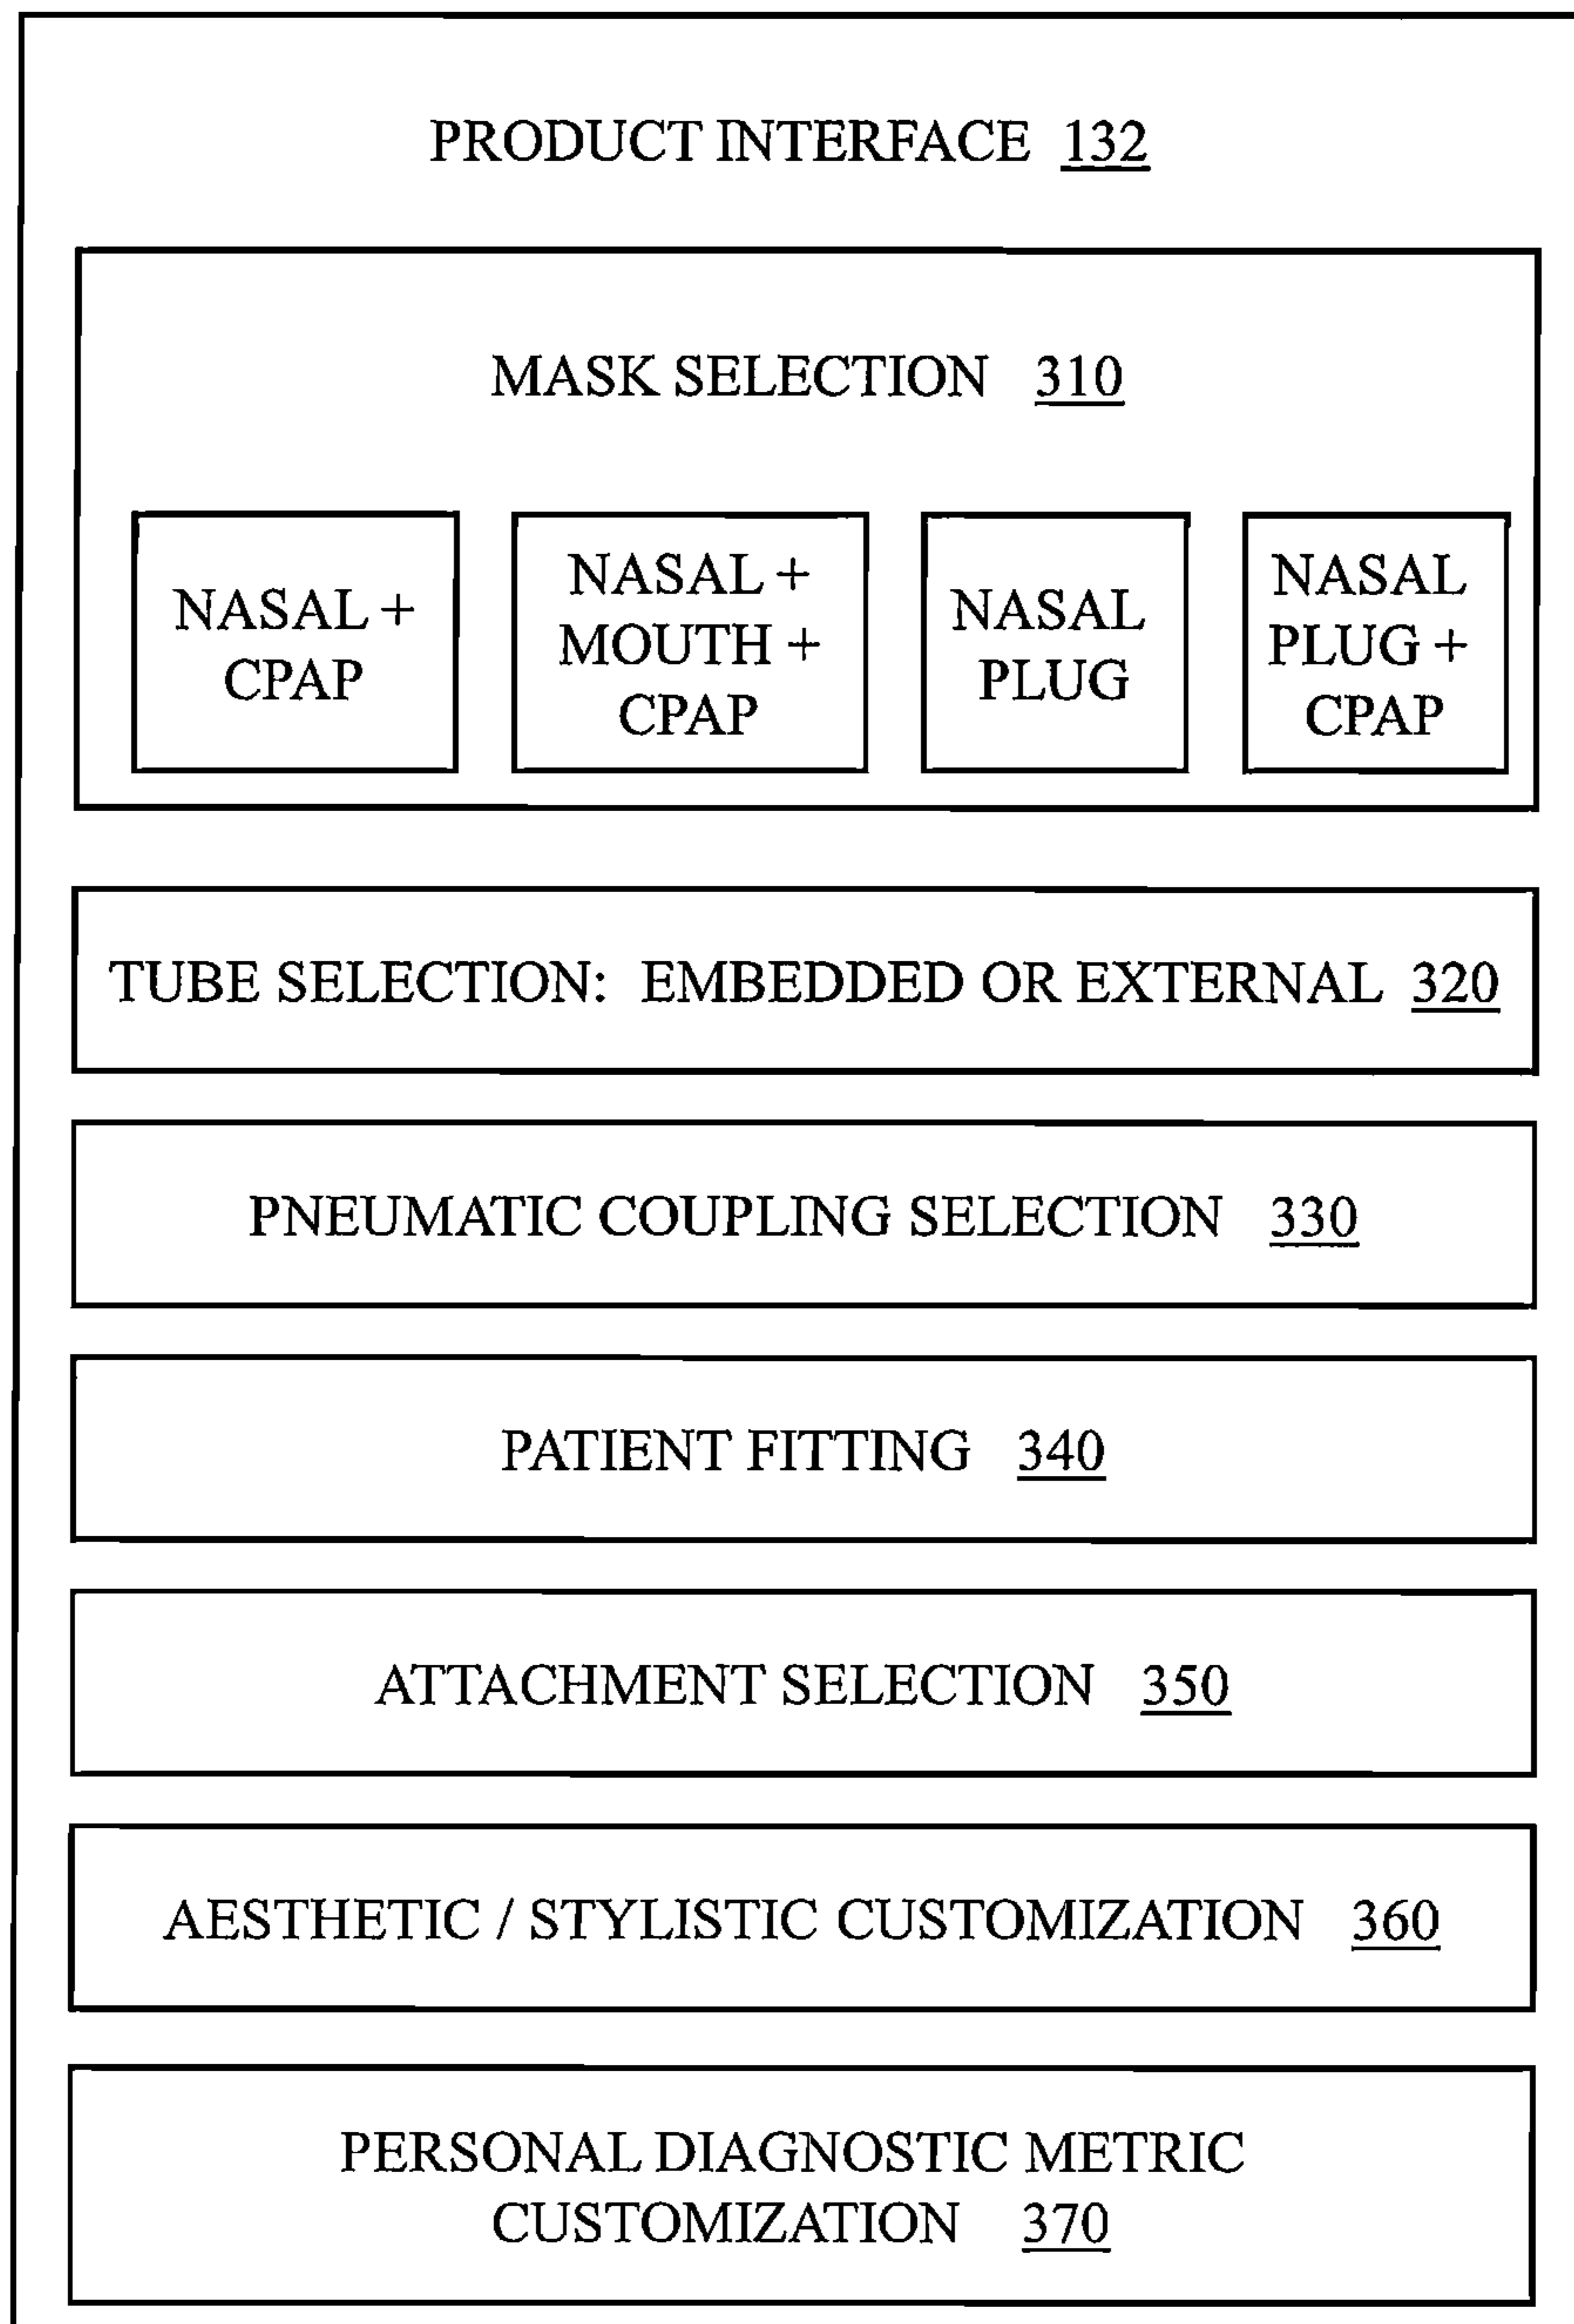 PRODUCT INTERFACE 132
MASK SELECTION 310
NASAL +
CPAP
NASAL +
MOUTH +
CPAP
NASAL
PLUG
NASAL
PLUG +
CPAP
TUBE SELECTION: EMBEDDED OR EXTERNAL 320
PNEUMATIC COUPLING SELECTION 330
PATIENT FITTING 340
ATTACHMENT SELECTION 350
AESTHETIC / STYLISTIC CUSTOMIZATION 360
PERSONAL DIAGNOSTIC METRIC
CUSTOMIZATION 370